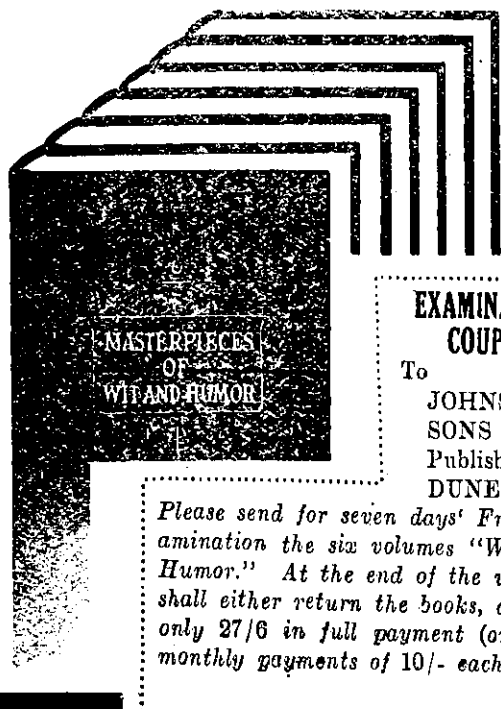 MASTERPIECES
OF
WIT AND HUMOR
EXAMINA
COUP
To
JOHNS
SONS
Publish
DUNE
Please send for seven days' Fr
amination the six volumes "W
Humor." At the end of the w
shall either return the books, o
only 27/6 in full payment (or
monthly payments of 10/- each